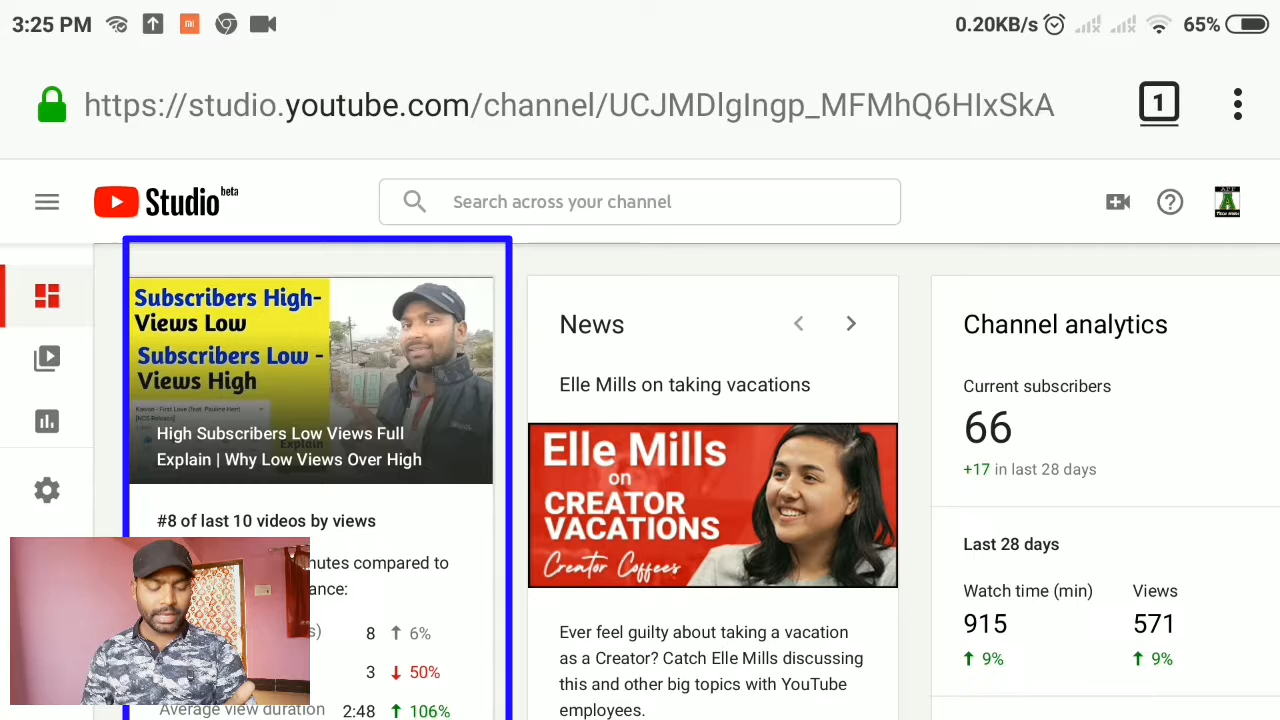 3:25 PM
0.20KB/s
65%
https://studio.youtube.com/channel/UCJMDlgIngp_MFMhQ6HIxSkA
1
Studio beta
Search across your channel
Subscribers High-
Views Low
Subscribers Low -
Views High
High Subscribers Low Views Full
Explain | Why Low Views Over High
#8 of last 10 videos by views
nutes compared to
ance:
s) 8 6%
3 50%
Average view duration 2:48 106%
News
Elle Mills on taking vacations
Elle Mills
on
CREATOR
VACATIONS
Creator Coffees
Ever feel guilty about taking a vacation
as a Creator? Catch Elle Mills discussing
this and other big topics with YouTube
employees.
Channel analytics
Current subscribers
66
+17 in last 28 days
Last 28 days
Watch time (min) Views
915 571
9% 9%